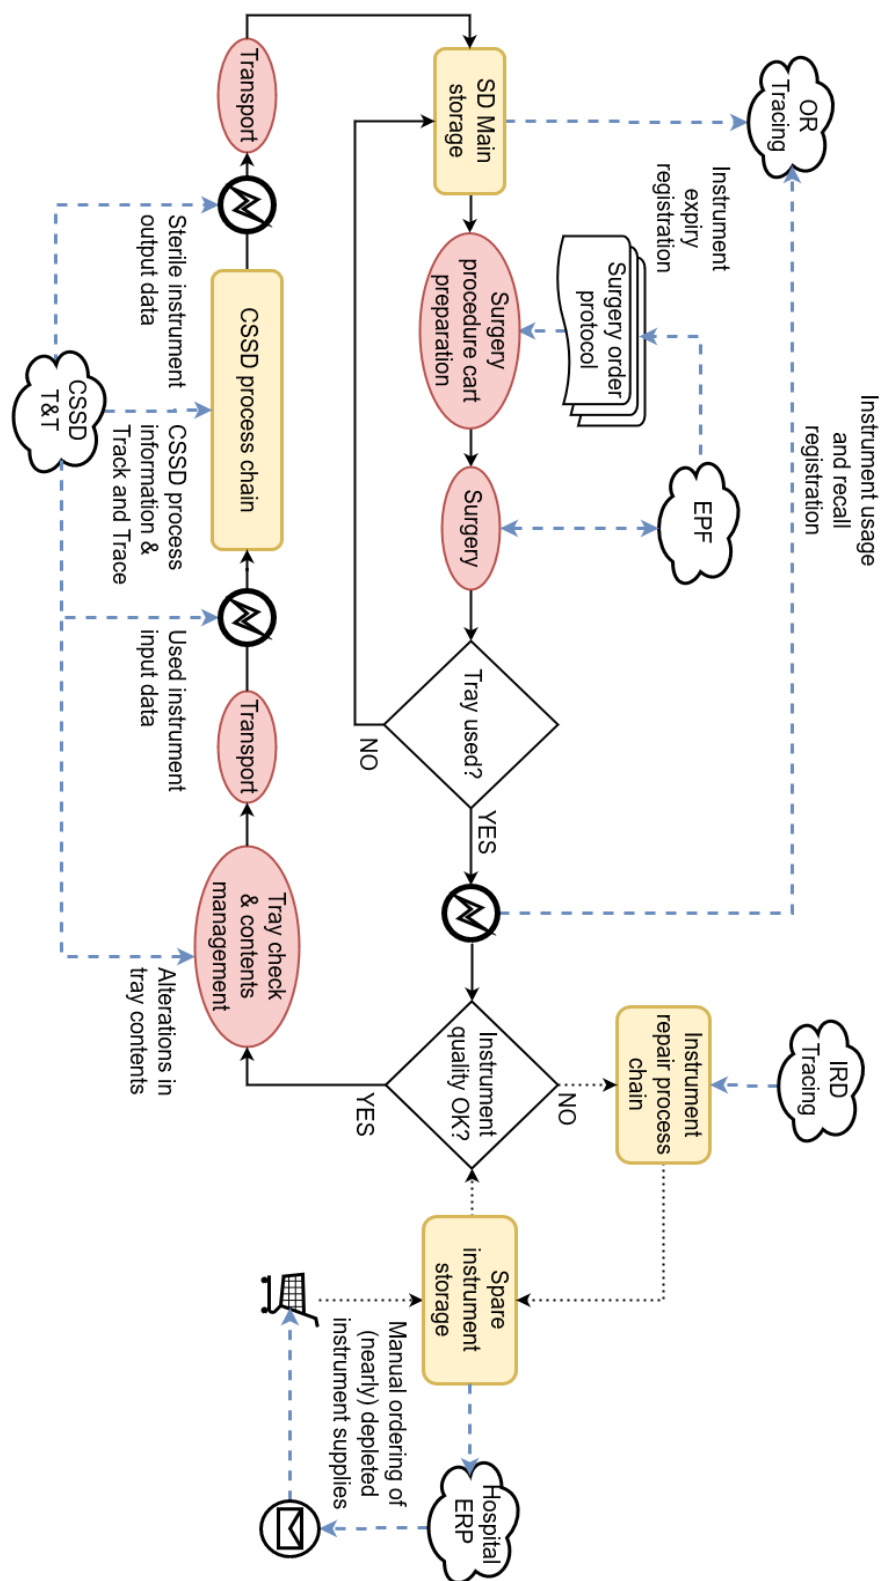 OR
Tracing
Instrument usage
and recall
registration
IRD
Tracing
Instrument
expiry
registration
Surgery order
protocol
EPF
Instrument
repair process
chain
SD Main
storage
Surgery
procedure cart
preparation
Surgery
Tray used?
YES
NO
Instrument
quality OK?
NO
YES
Spare
instrument
storage
Hospital
ERP
Manual ordering of
(nearly) depleted
instrument supplies
Transport
CSSD process chain
Transport
Tray check
& contents
management
Sterile instrument
output data
CSSD process
information &
Track and Trace
Used instrument
input data
Alterations in
tray contents
CSSD
T&T